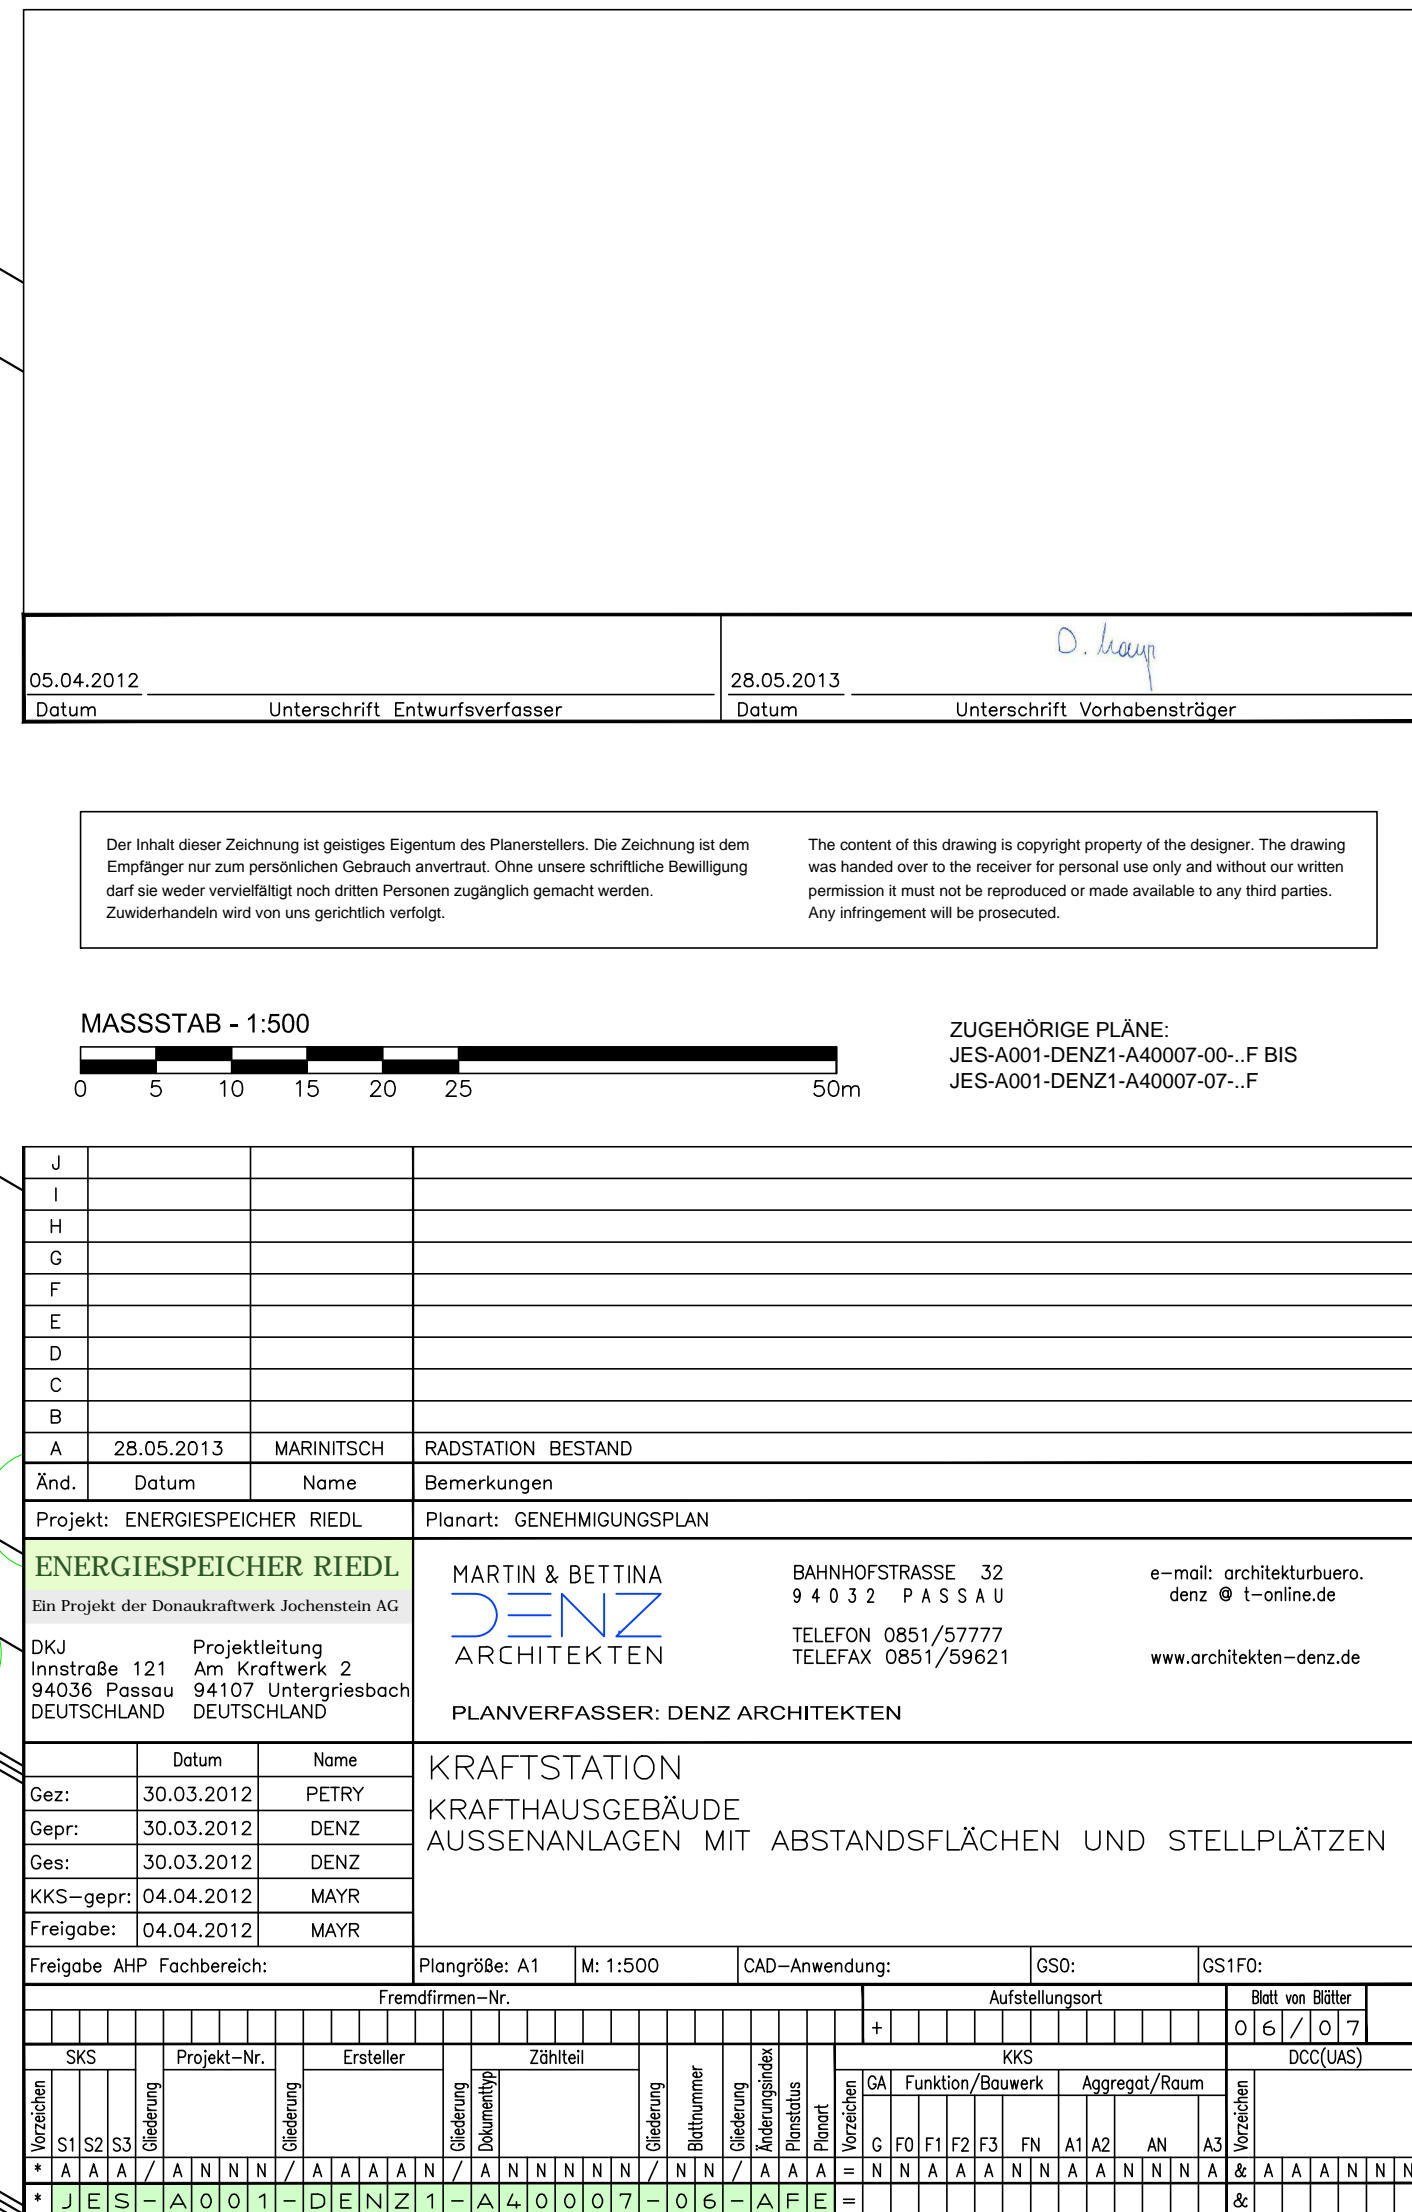 D. Mayr
05.04.2012 28.05.2013
Datum Unterschrift Entwurfsverfasser Datum Unterschrift Vorhabensträger
Der Inhalt dieser Zeichnung ist geistiges Eigentum des Planerstellers. Die Zeichnung ist dem
Empfänger nur zum persönlichen Gebrauch anvertraut. Ohne unsere schriftliche Bewilligung
darf sie weder vervielfältigt noch dritten Personen zugänglich gemacht werden.
Zuwiderhandeln wird von uns gerichtlich verfolgt.
The content of this drawing is copyright property of the designer. The drawing
was handed over to the receiver for personal use only and without our written
permission it must not be reproduced or made available to any third parties.
Any infringement will be prosecuted.
MASSSTAB - 1:500
0 5 10 15 20 25 50m
ZUGEHÖRIGE PLÄNE:
JES-A001-DENZ1-A40007-00-..F BIS
JES-A001-DENZ1-A40007-07-..F
J
I
H
G
F
E
D
C
B
A 28.05.2013 MARINITSCH RADSTATION BESTAND
Änd. Datum Name Bemerkungen
Projekt: ENERGIESPEICHER RIEDL Planart: GENEHMIGUNGSPLAN
ENERGIESPEICHER RIEDL
Ein Projekt der Donaukraftwerk Jochenstein AG
DKJ Projektleitung
Innstraße 121 Am Kraftwerk 2
94036 Passau 94107 Untergriesbach
DEUTSCHLAND DEUTSCHLAND
MARTIN & BETTINA
DENZ
ARCHITEKTEN
BAHNHOFSTRASSE 32
94032 PASSAU
TELEFON 0851/57777
TELEFAX 0851/59621
e-mail: architekturbuero.
denz @ t-online.de
www.architekten-denz.de
PLANVERFASSER: DENZ ARCHITEKTEN
Datum Name
Gez: 30.03.2012 PETRY
Gepr: 30.03.2012 DENZ
Ges: 30.03.2012 DENZ
KKS-gepr: 04.04.2012 MAYR
Freigabe: 04.04.2012 MAYR
KRAFTSTATION
KRAFTHAUSGEBÄUDE
AUSSENANLAGEN MIT ABSTANDSFLÄCHEN UND STELLPLÄTZEN
Freigabe AHP Fachbereich: Plangröße: A1 M: 1:500 CAD-Anwendung: GS0: GS1F0:
Fremdfirmen-Nr. Aufstellungsort Blatt von Blätter
+ 06/07
SKS Projekt-Nr. Ersteller Zählteil KKS DCC(UAS)
GA Funktion/Bauwerk Aggregat/Raum
Vorzeichen S1 S2 S3 Gliederung Gliederung Gliederung Dokumenttyp Gliederung Blattnummer Gliederung Änderungsindex Planstatus Planart Vorzeichen G F0 F1 F2 F3 FN A1 A2 AN A3 Vorzeichen
* A A A / A N N N / A A A A N / A N N N N N / N N / A A A = N N A A A N N A A N N N A & A A A N N N
* J E S - A 0 0 1 - D E N Z 1 - A 4 0 0 0 7 - 0 6 - A F E = &